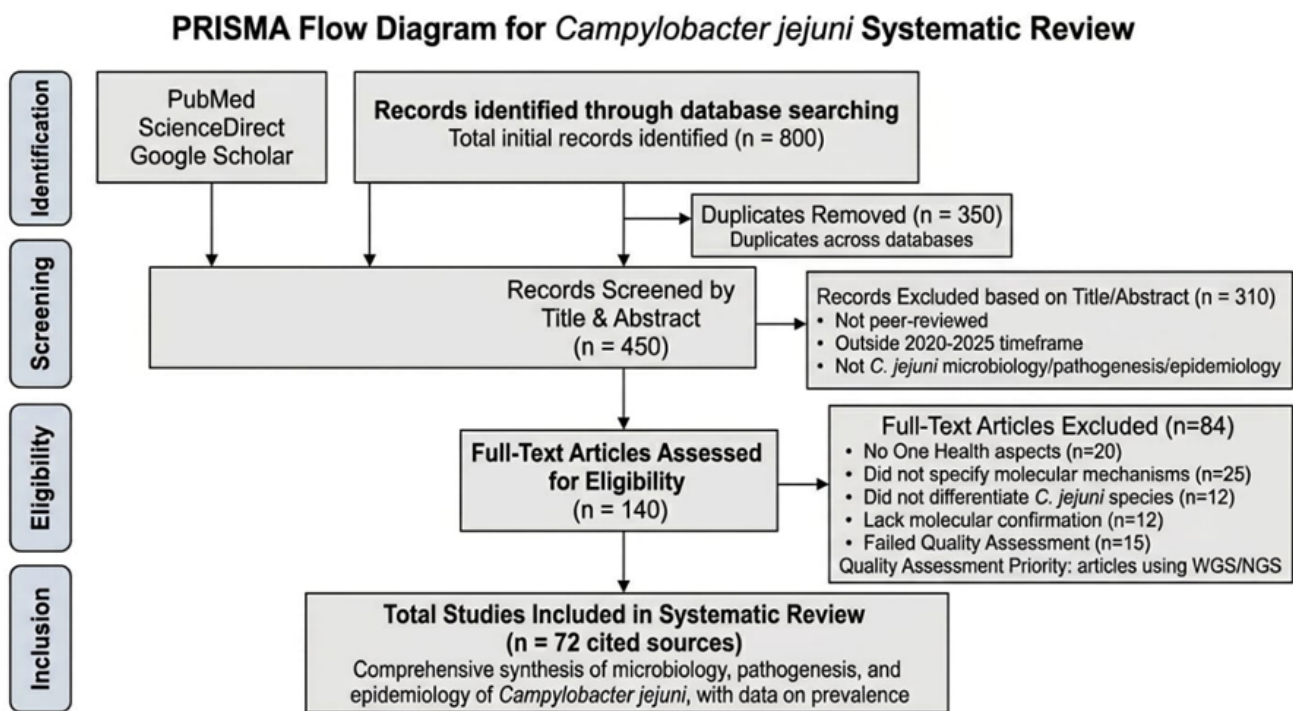 PRISMA Flow Diagram for Campylobacter jejuni Systematic Review
Identification
PubMed
ScienceDirect
Google Scholar
Records identified through database searching
Total initial records identified (n = 800)
Duplicates Removed (n = 350)
Duplicates across databases
Screening
Records Screened by
Title & Abstract
(n = 450)
Records Excluded based on Title/Abstract (n = 310)
• Not peer-reviewed
• Outside 2020-2025 timeframe
• Not C. jejuni microbiology/pathogenesis/epidemiology
Eligibility
Full-Text Articles Assessed
for Eligibility
(n = 140)
Full-Text Articles Excluded (n=84)
• No One Health aspects (n=20)
• Did not specify molecular mechanisms (n=25)
• Did not differentiate C. jejuni species (n=12)
• Lack molecular confirmation (n=12)
• Failed Quality Assessment (n=15)
Quality Assessment Priority: articles using WGS/NGS
Inclusion
Total Studies Included in Systematic Review
(n = 72 cited sources)
Comprehensive synthesis of microbiology, pathogenesis, and
epidemiology of Campylobacter jejuni, with data on prevalence